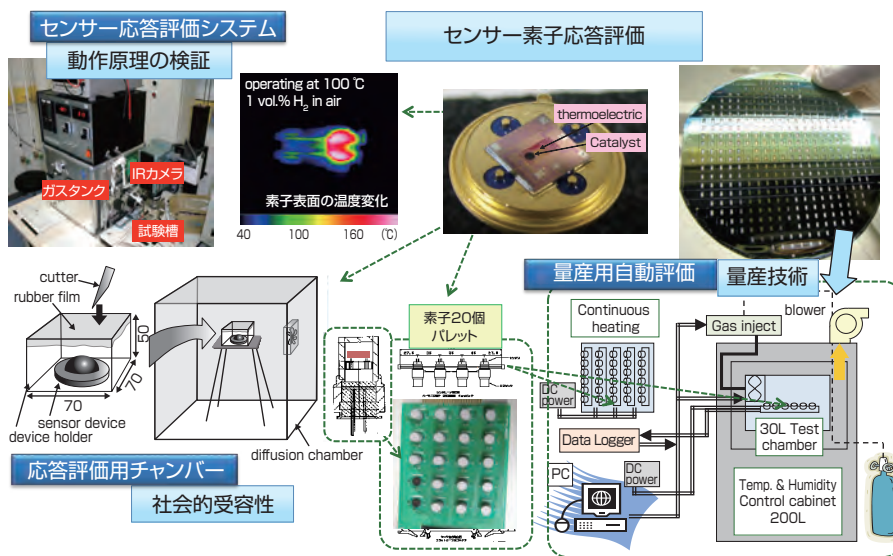 センサー応答評価システム
動作原理の検証
センサー素子応答評価
operating at 100 ℃
1 vol.% H₂ in air
素子表面の温度変化
40
100
160
(℃)
ガスタンク
IRカメラ
試験槽
thermoelectric
Catalyst
cutter
rubber film
50
70
70
sensor device
device holder
diffusion chamber
応答評価用チャンバー
社会的受容性
素子20個
パレット
量産用自動評価
量産技術
Continuous
heating
Gas inject
blower
DC
power
Data Logger
PC
DC
power
30L Test
chamber
Temp. & Humidity
Control cabinet
200L